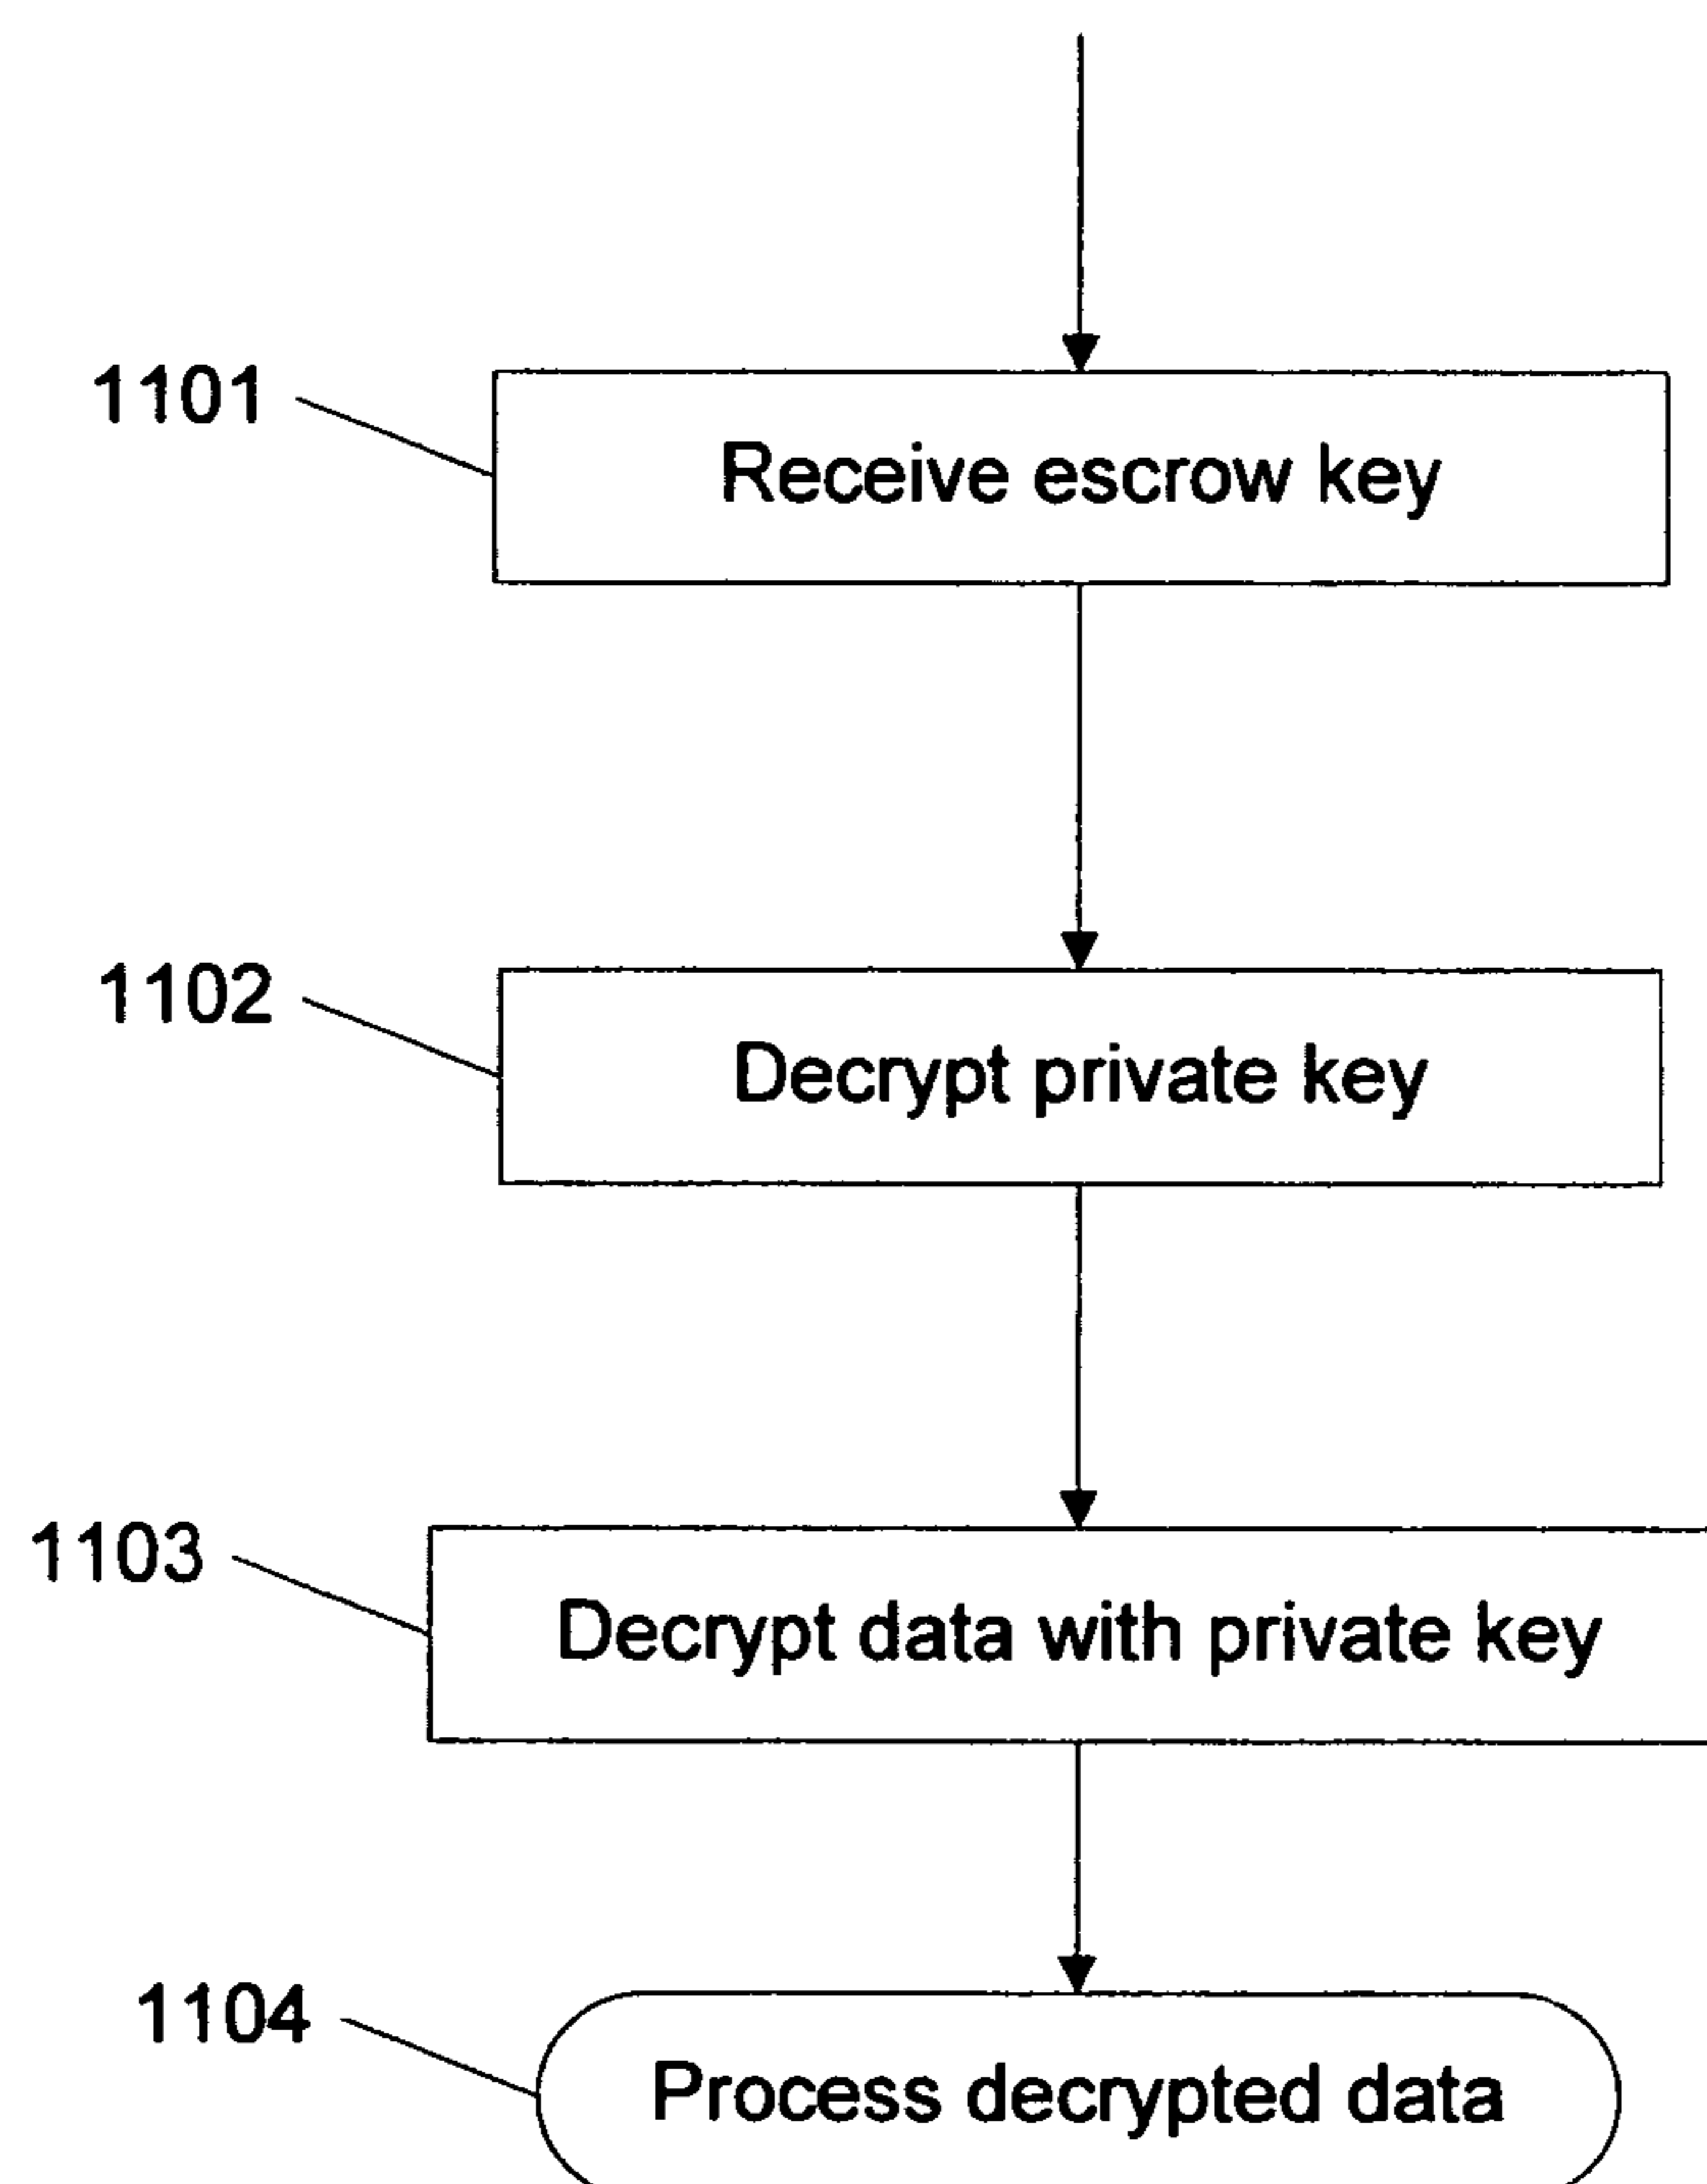 1101
Receive escrow key
1102
Decrypt private key
1103
Decrypt data with private key
1104
Process decrypted data